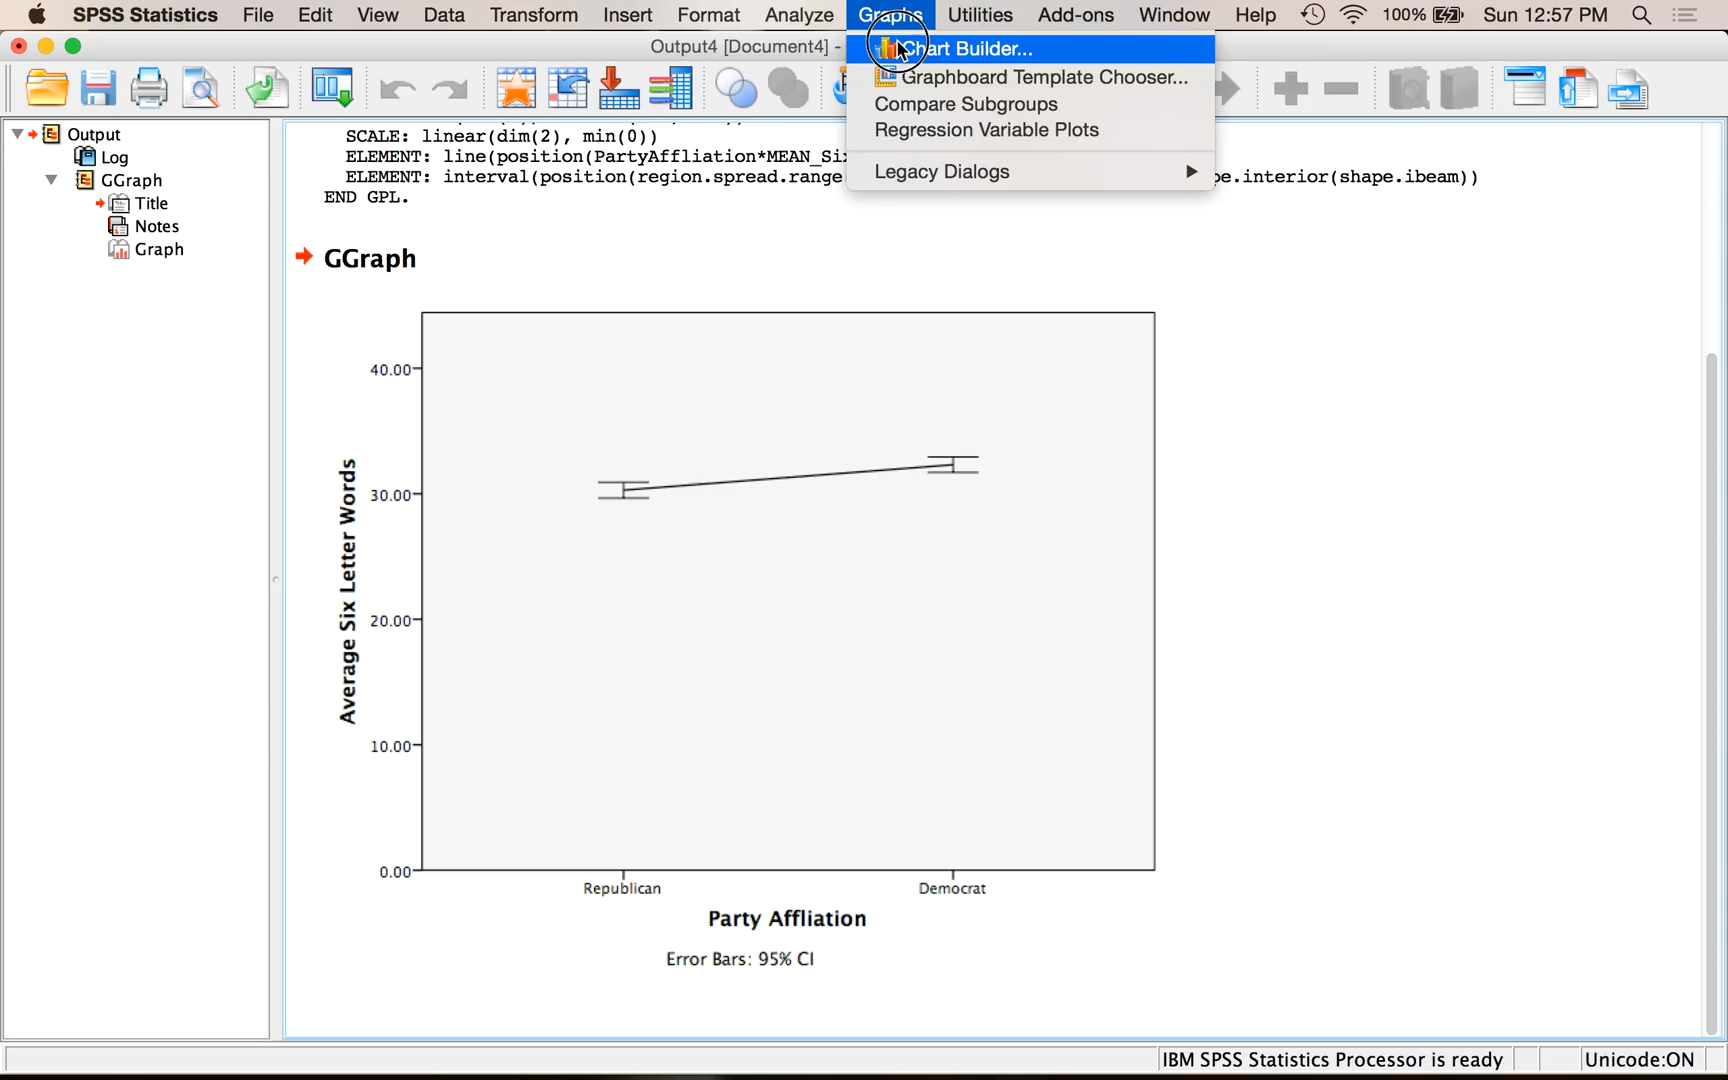 SPSS Statistics File Edit View Data Transform Insert Format Analyze Graphs Utilities Add-ons Window Help 100% Sun 12:57 PM
Output4 [Document4] -
Chart Builder...
Graphboard Template Chooser...
Compare Subgroups
Regression Variable Plots
Legacy Dialogs
Output
Log
GGraph
Title
Notes
Graph
SCALE: linear(dim(2), min(0))
ELEMENT: line(position(PartyAffliation*MEAN_Si
ELEMENT: interval(position(region.spread.range e.interior(shape.ibeam))
END GPL.
GGraph
40.00
30.00
20.00
10.00
0.00
Average Six Letter Words
Republican Democrat
Party Affliation
Error Bars: 95% CI
IBM SPSS Statistics Processor is ready Unicode:ON